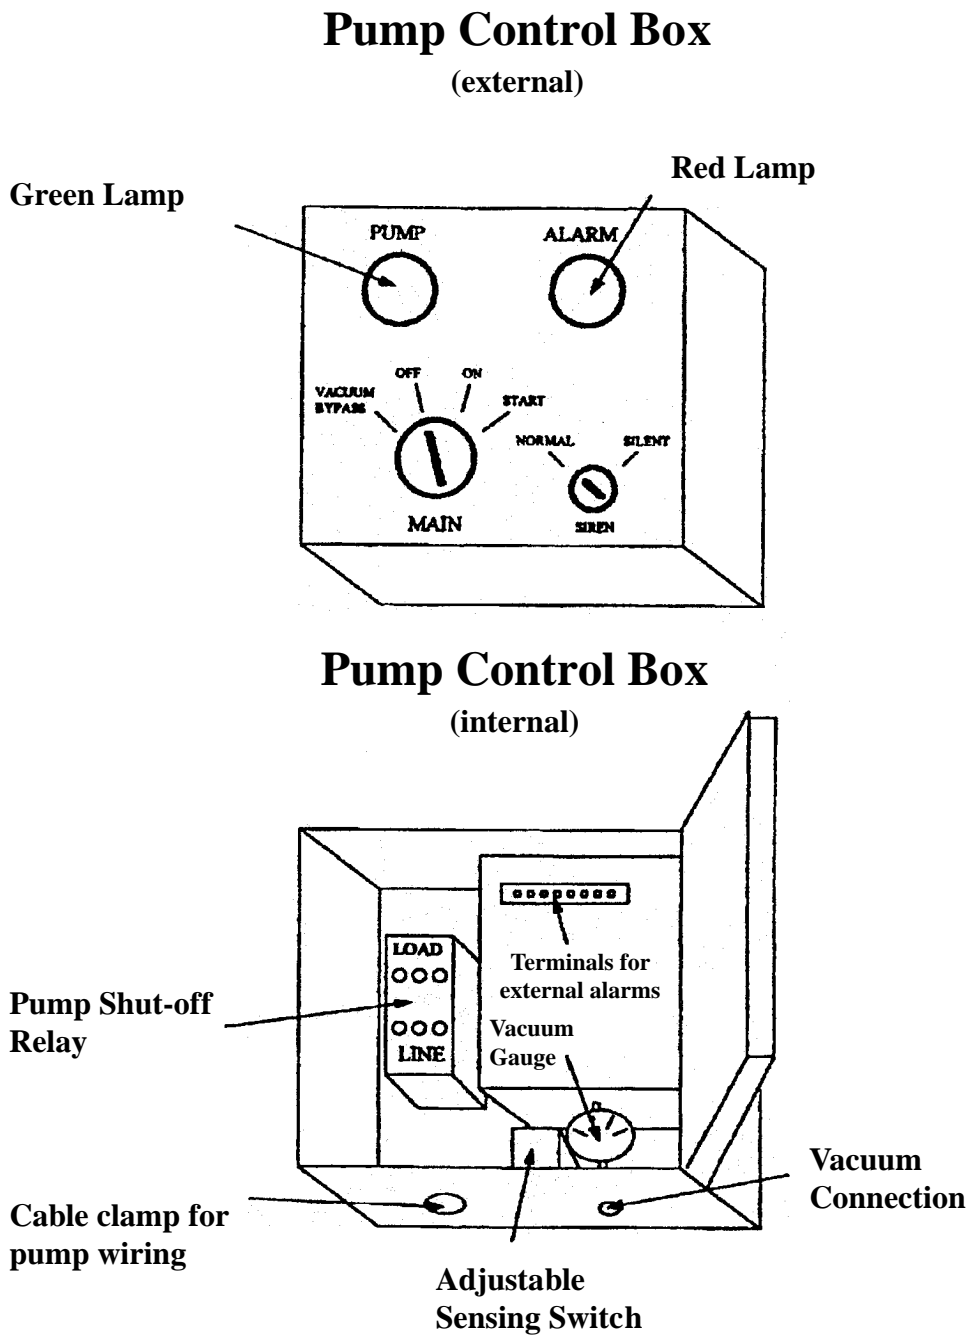 Pump Control Box
(external)
Red Lamp
Green Lamp
PUMP
ALARM
OFF
ON
VACUUM
BYPASS
START
NORMAL
SILENT
MAIN
SIREN
Pump Control Box
(internal)
LOAD
Terminals for
external alarms
Pump Shut-off
Relay
Vacuum
Gauge
LINE
Vacuum
Connection
Cable clamp for
pump wiring
Adjustable
Sensing Switch